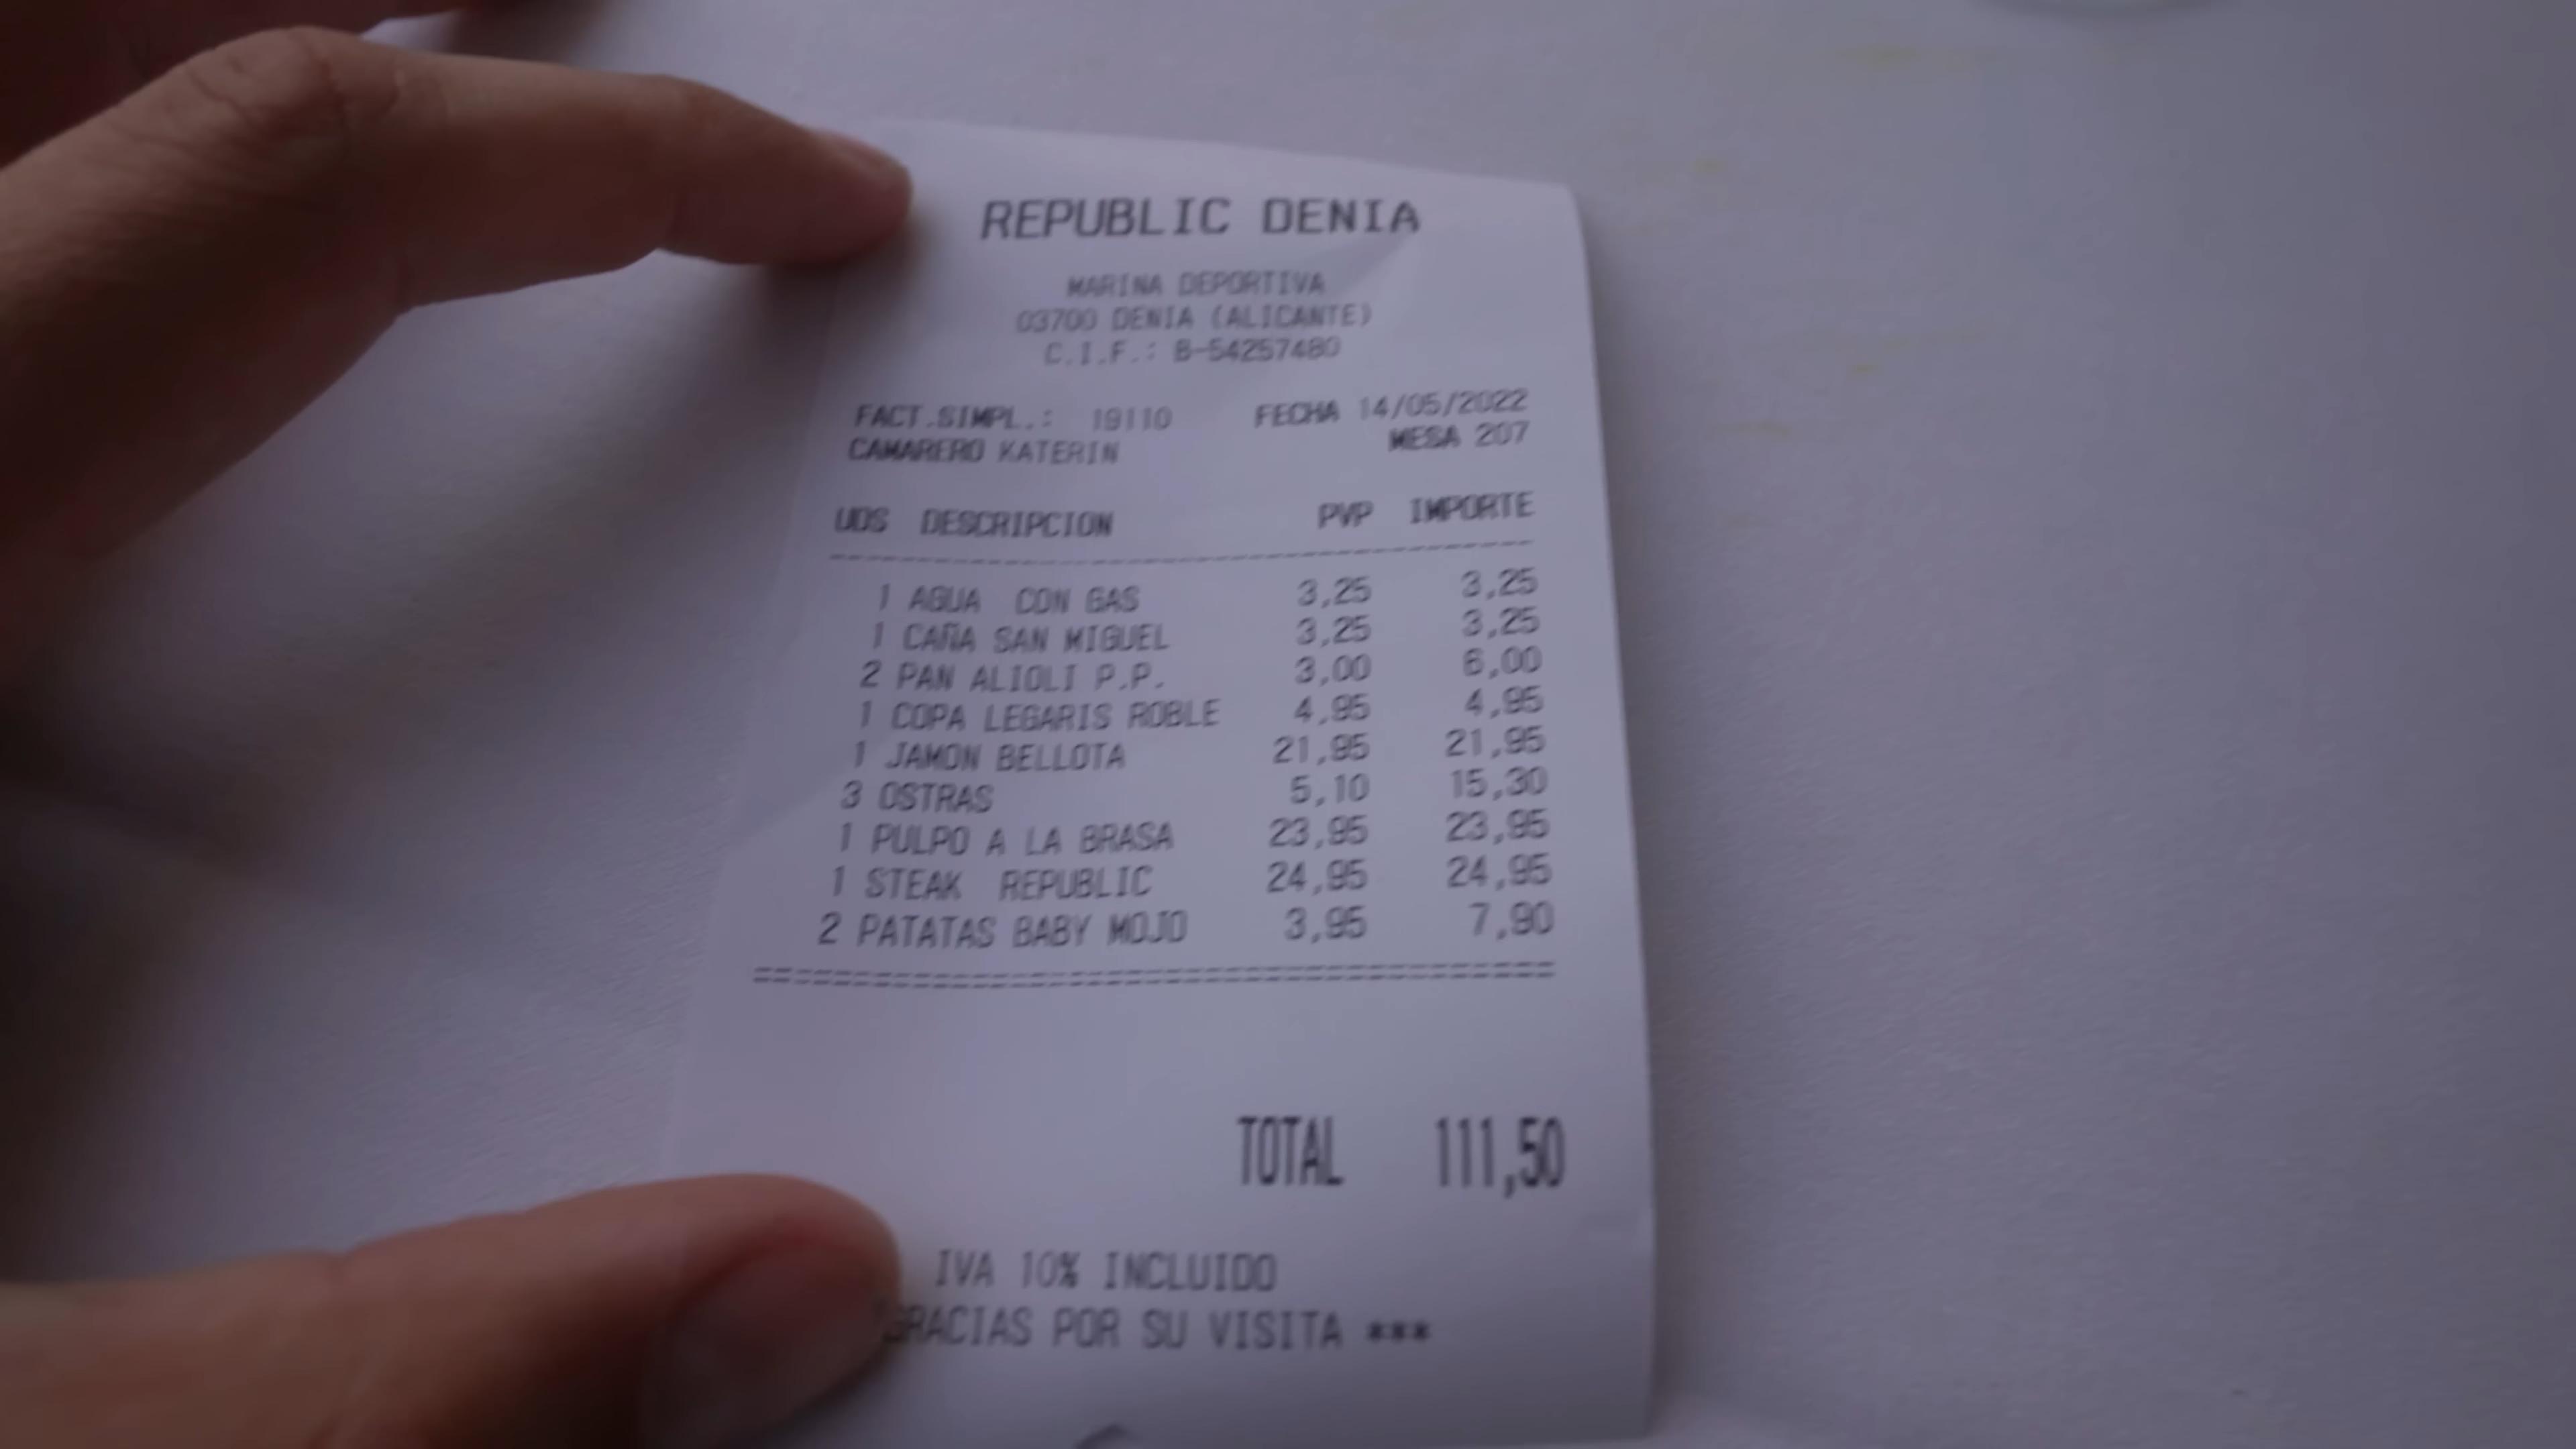 REPUBLIC DENIA
MARINA DEPORTIVA
03700 DENIA (ALICANTE)
C.I.F.: B-54257480
FACT.SIMPL.: 19110 FECHA 14/05/2022
CAMARERO KATERIN MESA 207
UDS DESCRIPCION PVP IMPORTE
1 AGUA CON GAS 3,25 3,25
1 CAÑA SAN MIGUEL 3,25 3,25
2 PAN ALIOLI P.P. 3,00 6,00
1 COPA LEGARIS ROBLE 4,95 4,95
1 JAMON BELLOTA 21,95 21,95
3 OSTRAS 5,10 15,30
1 PULPO A LA BRASA 23,95 23,95
1 STEAK REPUBLIC 24,95 24,95
2 PATATAS BABY MOJO 3,95 7,90
TOTAL 111,50
IVA 10% INCLUIDO
GRACIAS POR SU VISITA ***